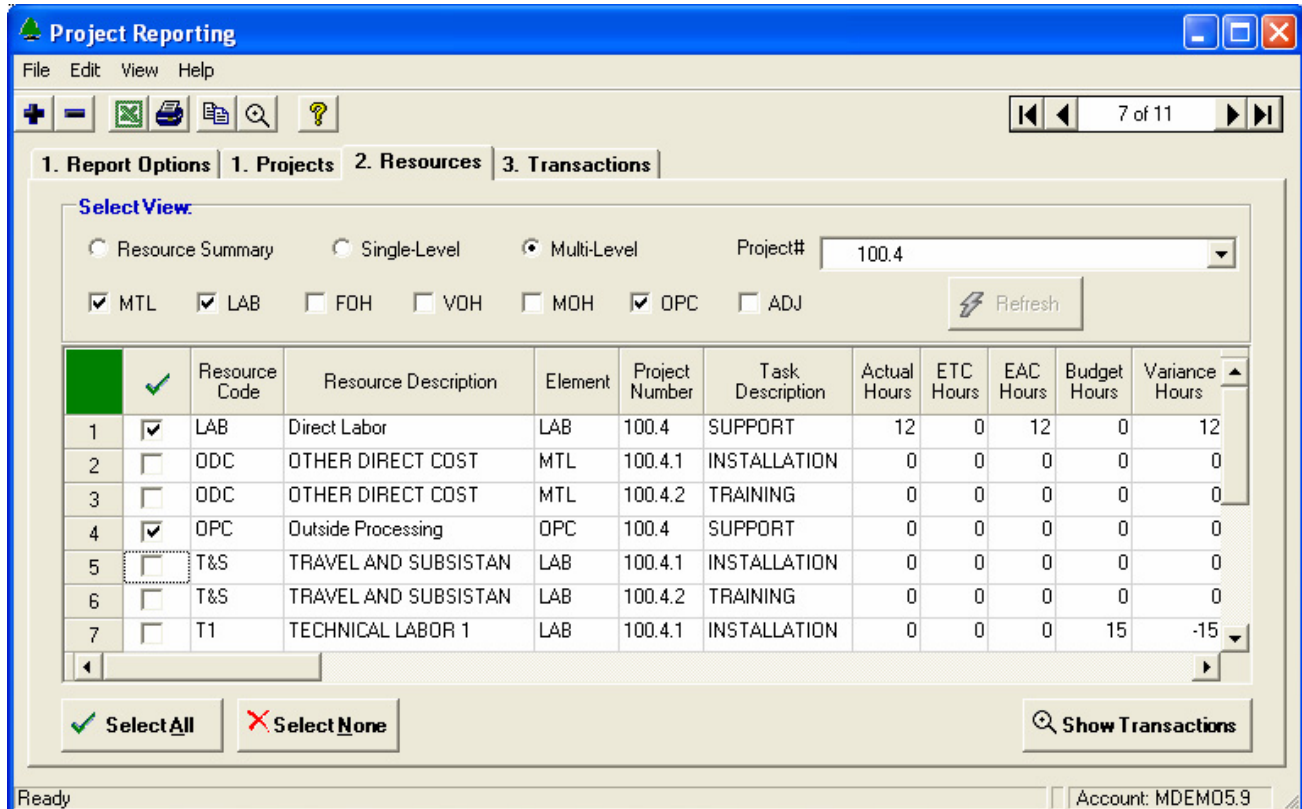 Project Reporting
File Edit View Help
7 of 11
1. Report Options 1. Projects 2. Resources 3. Transactions
Select View:
Resource Summary Single-Level Multi-Level Project# 100.4
MTL LAB FOH VOH MOH OPC ADJ Refresh
Resource Code Resource Description Element Project Number Task Description Actual Hours ETC Hours EAC Hours Budget Hours Variance Hours
1 LAB Direct Labor LAB 100.4 SUPPORT 12 0 12 0 12
2 ODC OTHER DIRECT COST MTL 100.4.1 INSTALLATION 0 0 0 0 0
3 ODC OTHER DIRECT COST MTL 100.4.2 TRAINING 0 0 0 0 0
4 OPC Outside Processing OPC 100.4 SUPPORT 0 0 0 0 0
5 T&S TRAVEL AND SUBSISTAN LAB 100.4.1 INSTALLATION 0 0 0 0 0
6 T&S TRAVEL AND SUBSISTAN LAB 100.4.2 TRAINING 0 0 0 0 0
7 T1 TECHNICAL LABOR 1 LAB 100.4.1 INSTALLATION 0 0 0 15 -15
Select All Select None Show Transactions
Ready Account: MDEMO5.9